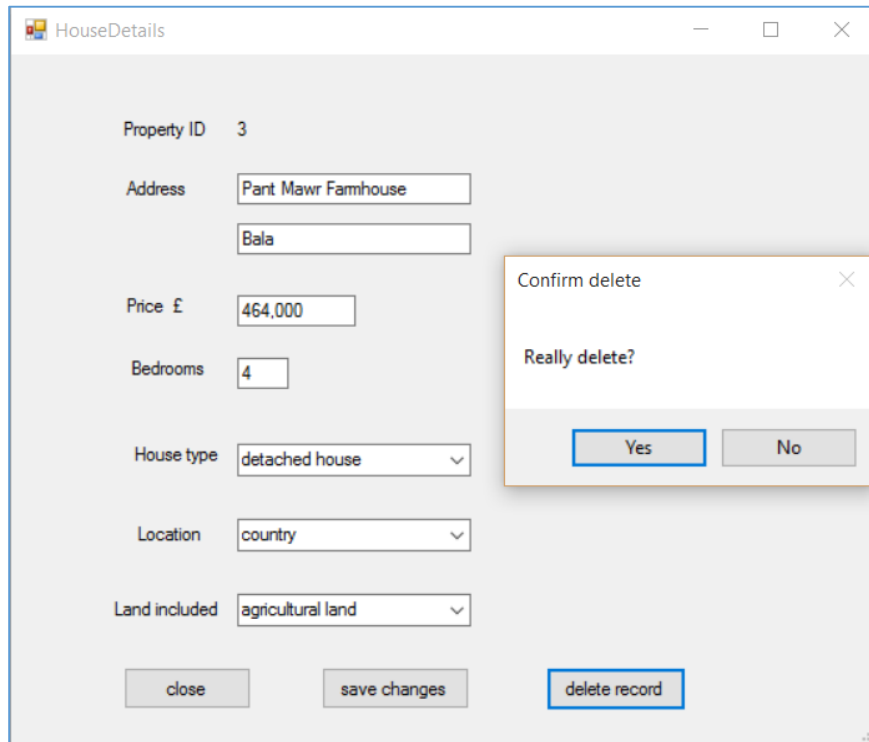 HouseDetails
Property ID 3
Address Pant Mawr Farmhouse
Bala
Confirm delete
Price £ 464,000
Really delete?
Bedrooms 4
Yes No
House type detached house
Location country
Land included agricultural land
close save changes delete record